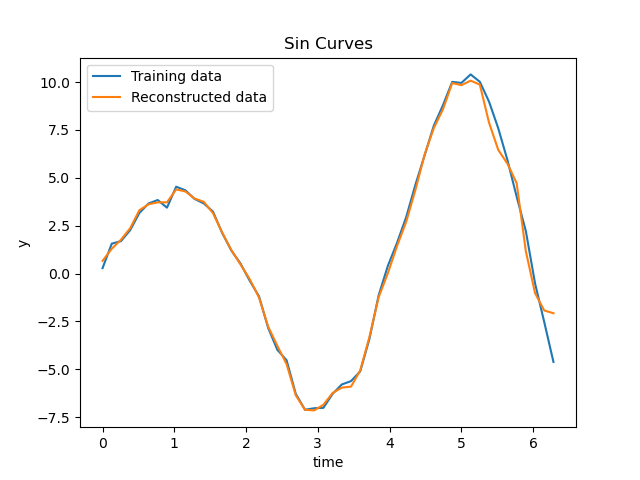 Sin Curves
Training data
Reconstructed data
10.0
7.5
5.0
2.5
0.0
−2.5
−5.0
−7.5
y
0 1 2 3 4 5 6
time